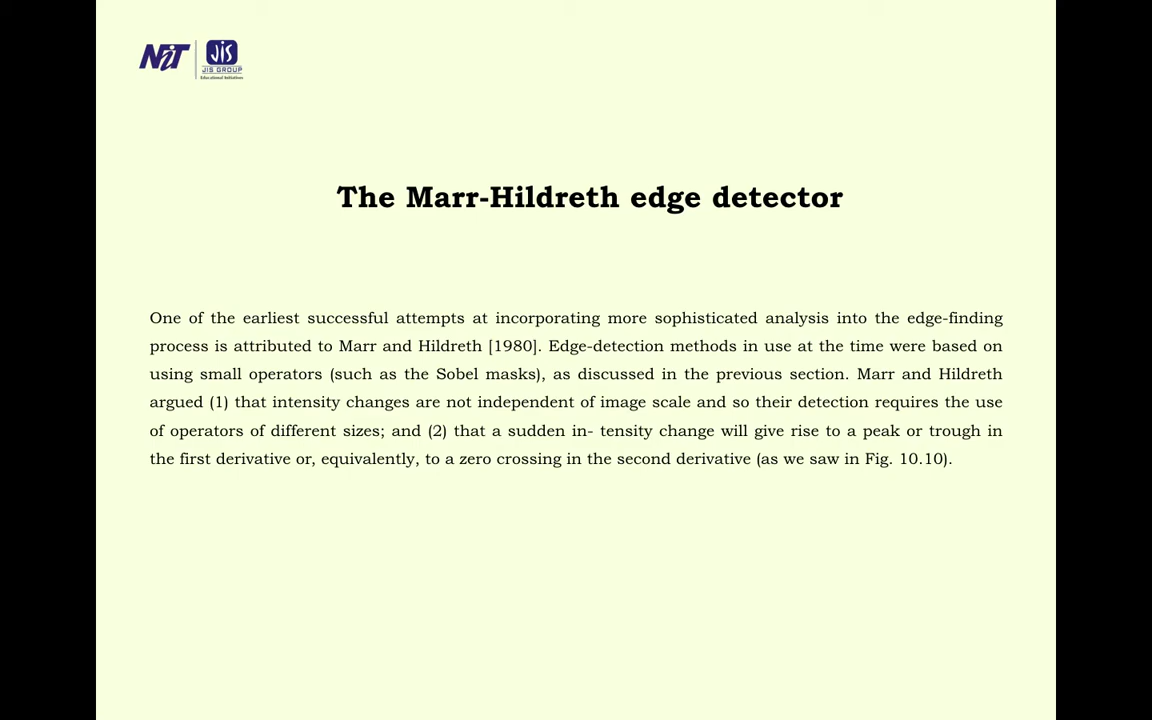 NiT
JIS
JIS GROUP
Educational Initiatives
The Marr-Hildreth edge detector
One of the earliest successful attempts at incorporating more sophisticated analysis into the edge-finding
process is attributed to Marr and Hildreth [1980]. Edge-detection methods in use at the time were based on
using small operators (such as the Sobel masks), as discussed in the previous section. Marr and Hildreth
argued (1) that intensity changes are not independent of image scale and so their detection requires the use
of operators of different sizes; and (2) that a sudden in- tensity change will give rise to a peak or trough in
the first derivative or, equivalently, to a zero crossing in the second derivative (as we saw in Fig. 10.10).